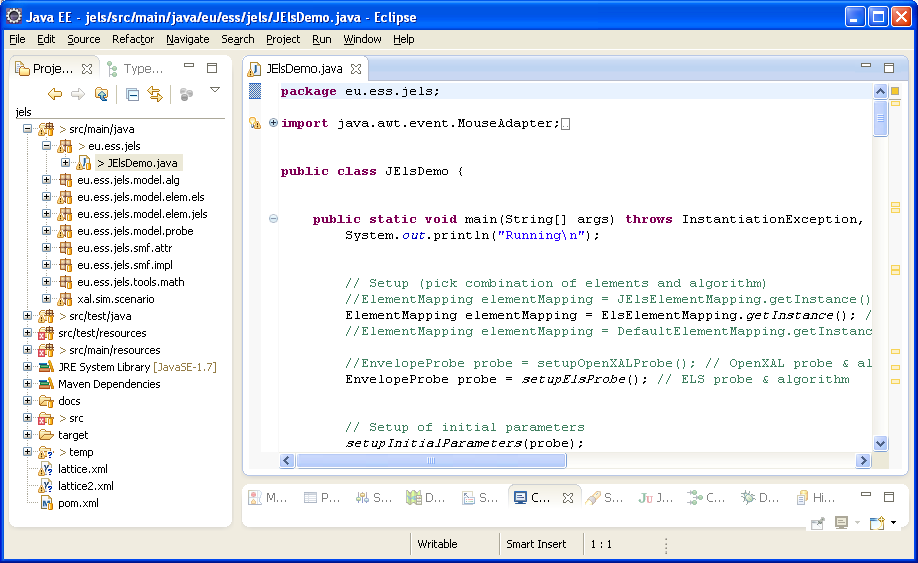 Java EE - jels/src/main/java/eu/ess/jels/JElsDemo.java - Eclipse
File Edit Source Refactor Navigate Search Project Run Window Help
Proje... Type...
jels
> src/main/java
> eu.ess.jels
> JElsDemo.java
eu.ess.jels.model.alg
eu.ess.jels.model.elem.els
eu.ess.jels.model.elem.jels
eu.ess.jels.model.probe
eu.ess.jels.smf.attr
eu.ess.jels.smf.impl
eu.ess.jels.tools.math
xal.sim.scenario
> src/test/java
src/test/resources
> src/main/resources
JRE System Library [JavaSE-1.7]
Maven Dependencies
docs
> src
target
> temp
lattice.xml
lattice2.xml
pom.xml
JElsDemo.java
package eu.ess.jels;
import java.awt.event.MouseAdapter;
public class JElsDemo {
public static void main(String[] args) throws InstantiationException,
System.out.println("Running\n");
// Setup (pick combination of elements and algorithm)
//ElementMapping elementMapping = JElsElementMapping.getInstance()
ElementMapping elementMapping = ElsElementMapping.getInstance(); /
//ElementMapping elementMapping = DefaultElementMapping.getInstanc
//EnvelopeProbe probe = setupOpenXALProbe(); // OpenXAL probe & al
EnvelopeProbe probe = setupElsProbe(); // ELS probe & algorithm
// Setup of initial parameters
setupInitialParameters(probe);
M... P... S... D... S... C... S... Ju J... C... D... Hi...
Writable Smart Insert 1 : 1